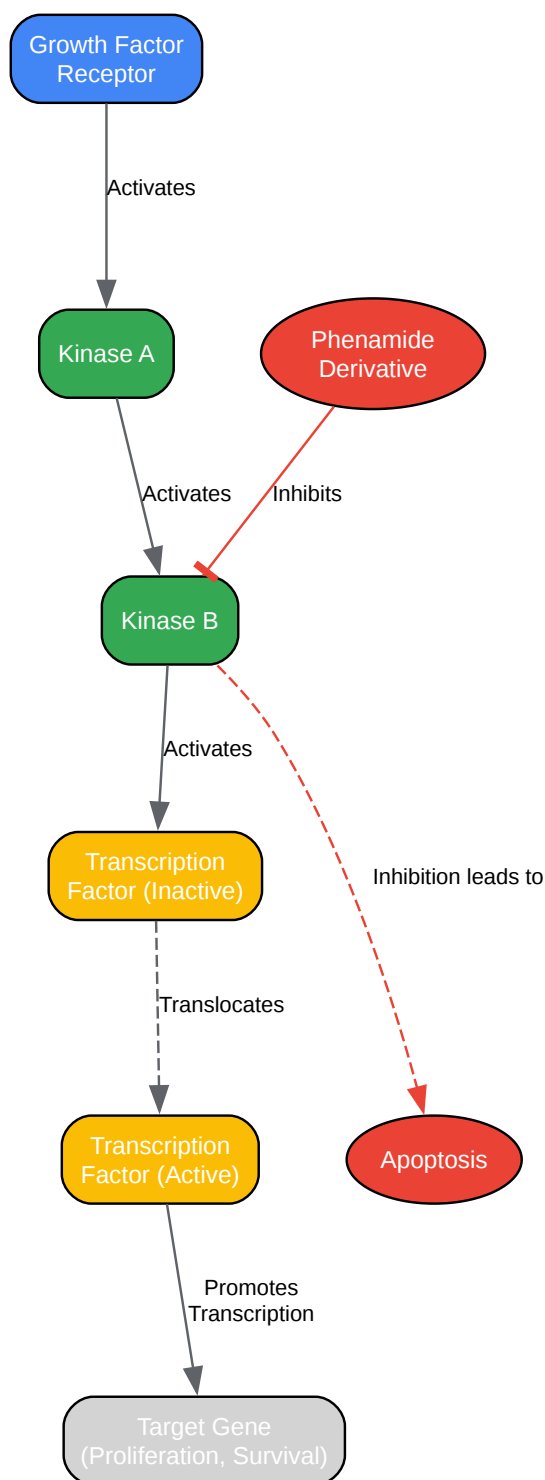 Growth Factor
Receptor
Activates
Kinase A
Phenamide
Derivative
Activates
Inhibits
Kinase B
Activates
Transcription
Factor (Inactive)
Inhibition leads to
Translocates
Transcription
Factor (Active)
Apoptosis
Promotes
Transcription
Target Gene
(Proliferation, Survival)